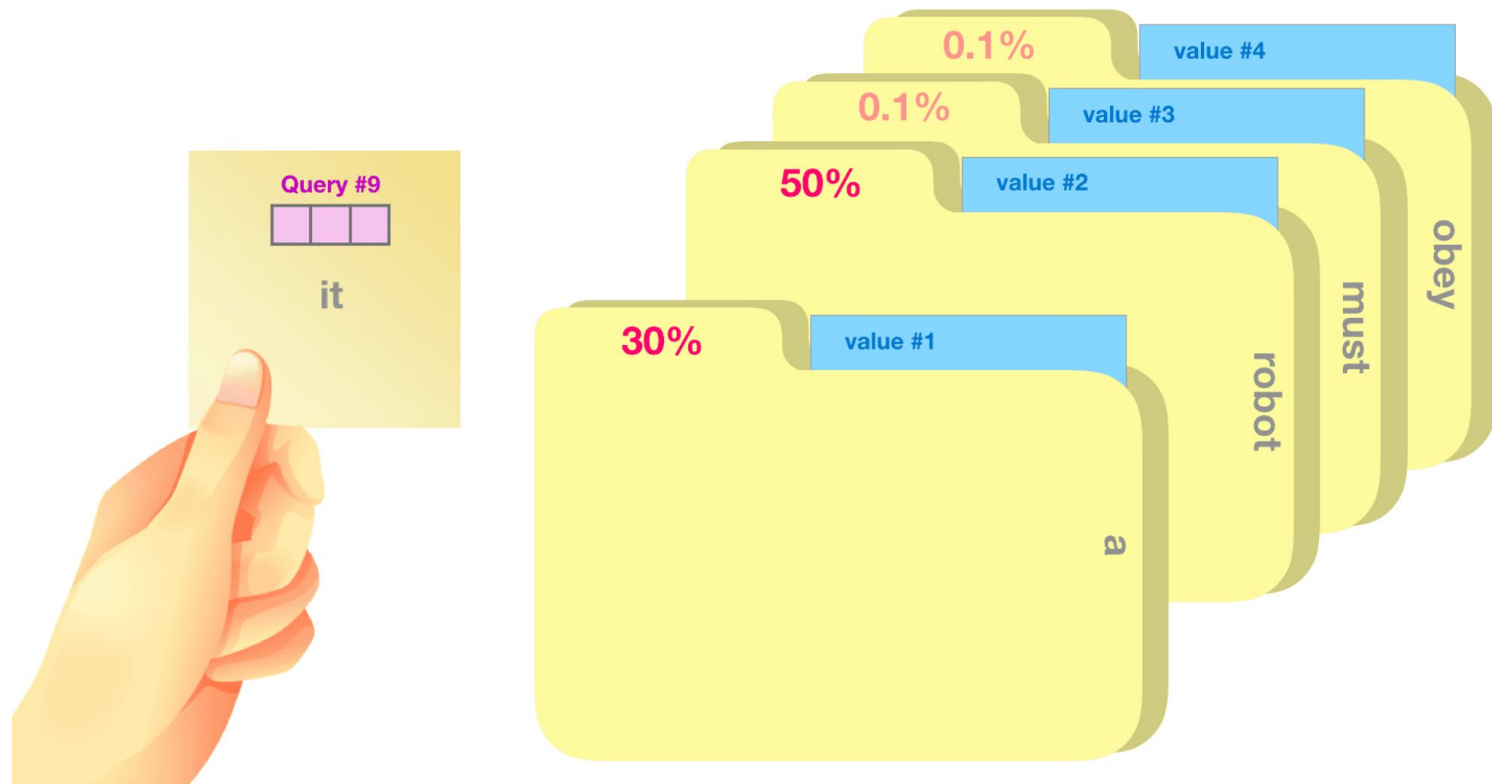 Query #9
it
30%
value #1
a
50%
value #2
robot
0.1%
value #3
must
0.1%
value #4
obey